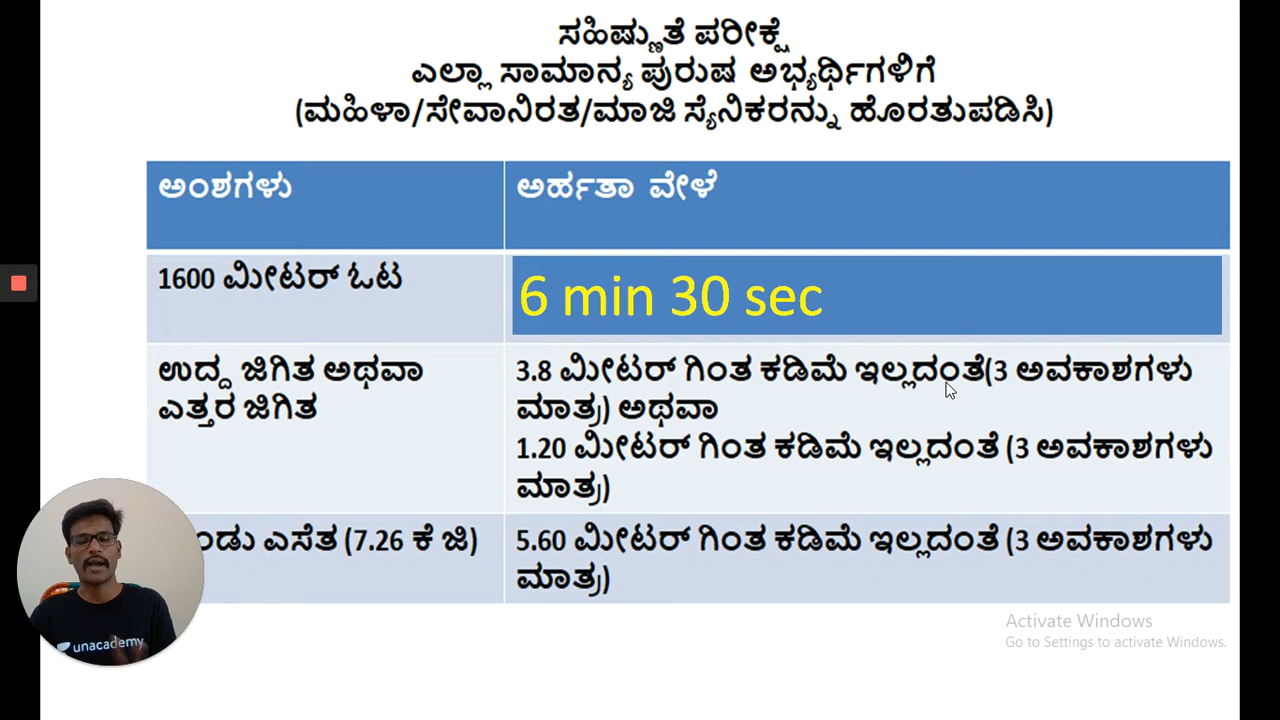 ಸಹಿಷ್ಣುತೆ ಪರೀಕ್ಷೆ
ಎಲ್ಲಾ ಸಾಮಾನ್ಯ ಪುರುಷ ಅಭ್ಯರ್ಥಿಗಳಿಗೆ
(ಮಹಿಳಾ/ಸೇವಾನಿರತ/ಮಾಜಿ ಸ್ಯೆನಿಕರನ್ನು ಹೊರತುಪಡಿಸಿ)
ಅಂಶಗಳು
ಅರ್ಹತಾ ವೇಳೆ
1600 ಮೀಟರ್ ಓಟ
6 min 30 sec
ಉದ್ದ ಜಿಗಿತ ಅಥವಾ
ಎತ್ತರ ಜಿಗಿತ
3.8 ಮೀಟರ್ ಗಿಂತ ಕಡಿಮೆ ಇಲ್ಲದಂತೆ(3 ಅವಕಾಶಗಳು
ಮಾತ್ರ) ಅಥವಾ
1.20 ಮೀಟರ್ ಗಿಂತ ಕಡಿಮೆ ಇಲ್ಲದಂತೆ (3 ಅವಕಾಶಗಳು
ಮಾತ್ರ)
ಎಸೆತ (7.26 ಕೆ ಜಿ)
5.60 ಮೀಟರ್ ಗಿಂತ ಕಡಿಮೆ ಇಲ್ಲದಂತೆ (3 ಅವಕಾಶಗಳು
ಮಾತ್ರ)
unacademy
Activate Windows
Go to Settings to activate Windows.